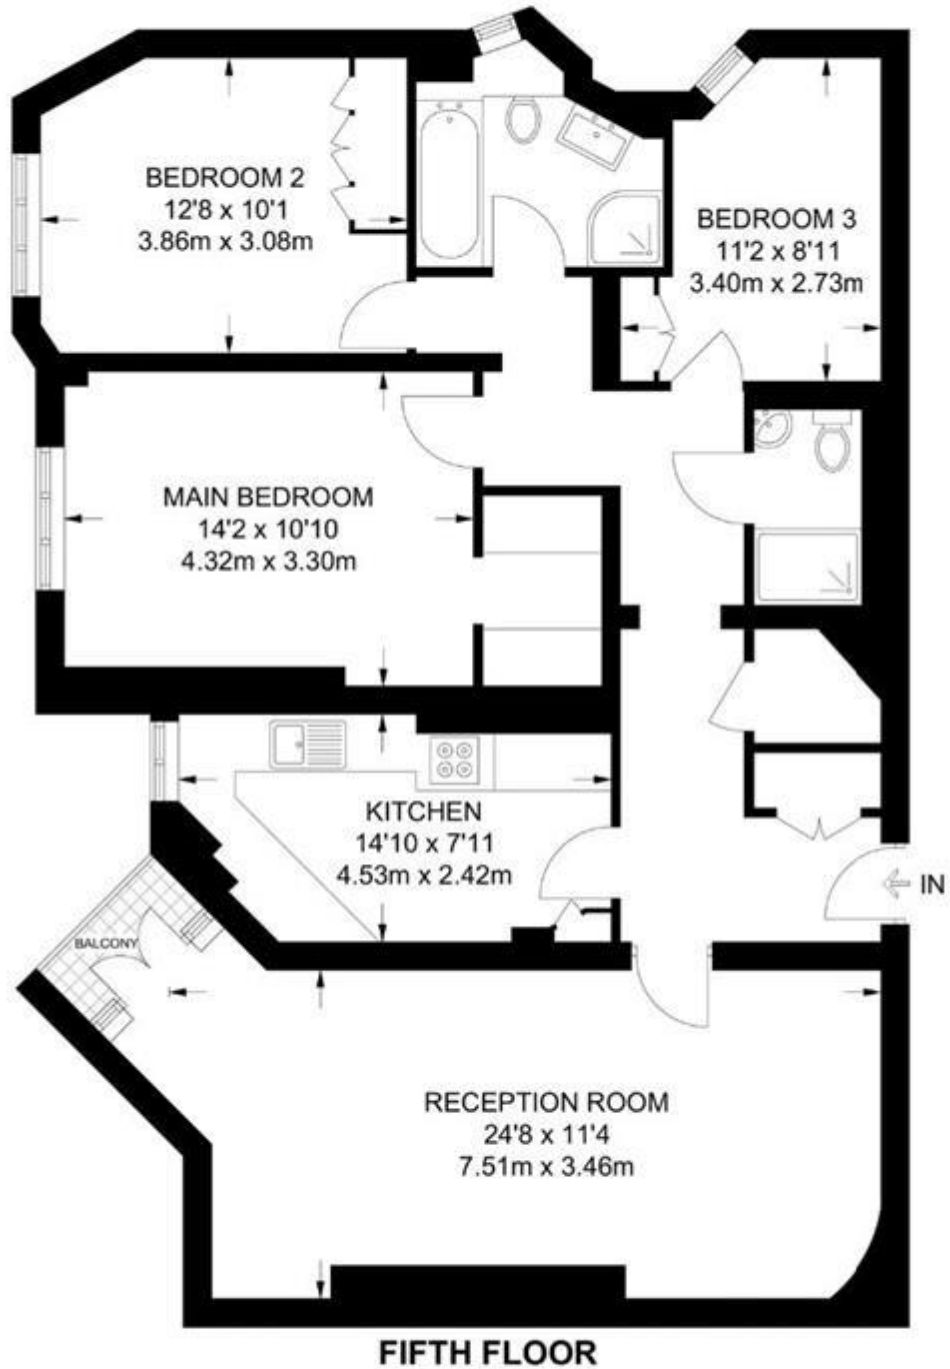 BEDROOM 2
12'8 x 10'1
3.86m x 3.08m
BEDROOM 3
11'2 x 8'11
3.40m x 2.73m
MAIN BEDROOM
14'2 x 10'10
4.32m x 3.30m
KITCHEN
14'10 x 7'11
4.53m x 2.42m
IN
BALCONY
RECEPTION ROOM
24'8 x 11'4
7.51m x 3.46m
FIFTH FLOOR